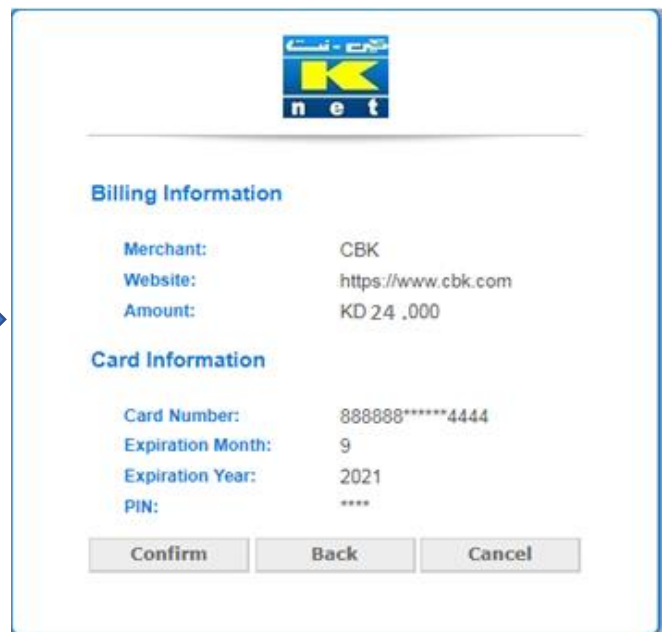 كي - نت
K
n e t
Billing Information
Merchant: CBK
Website: https://www.cbk.com
Amount: KD 24 .000
Card Information
Card Number: 888888******4444
Expiration Month: 9
Expiration Year: 2021
PIN: ****
Confirm Back Cancel